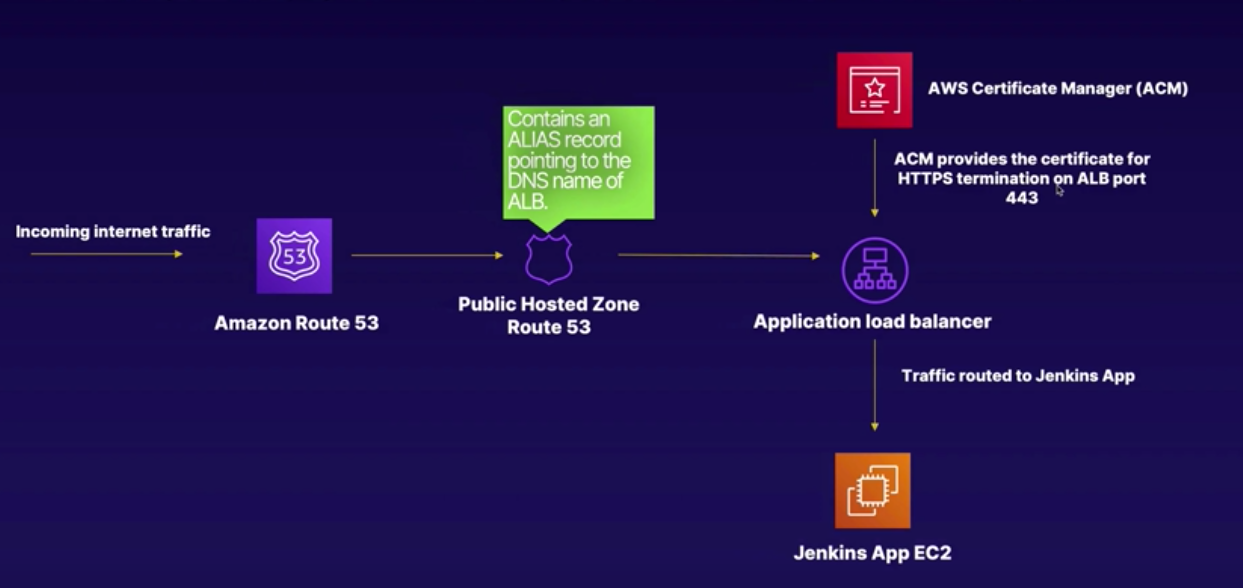 AWS Certificate Manager (ACM)
Contains an
ALIAS record
pointing to the
DNS name of
ALB.
ACM provides the certificate for
HTTPS termination on ALB port
443
Incoming internet traffic
53
Amazon Route 53
Public Hosted Zone
Route 53
Application load balancer
Traffic routed to Jenkins App
Jenkins App EC2